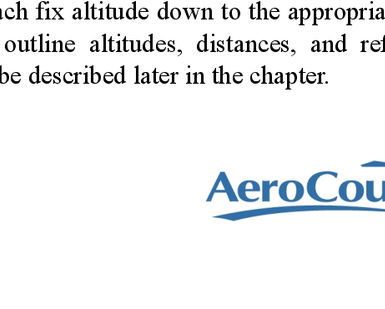 ach fix altitude down to the appropria
outline altitudes, distances, and ref
be described later in the chapter.
AeroCou